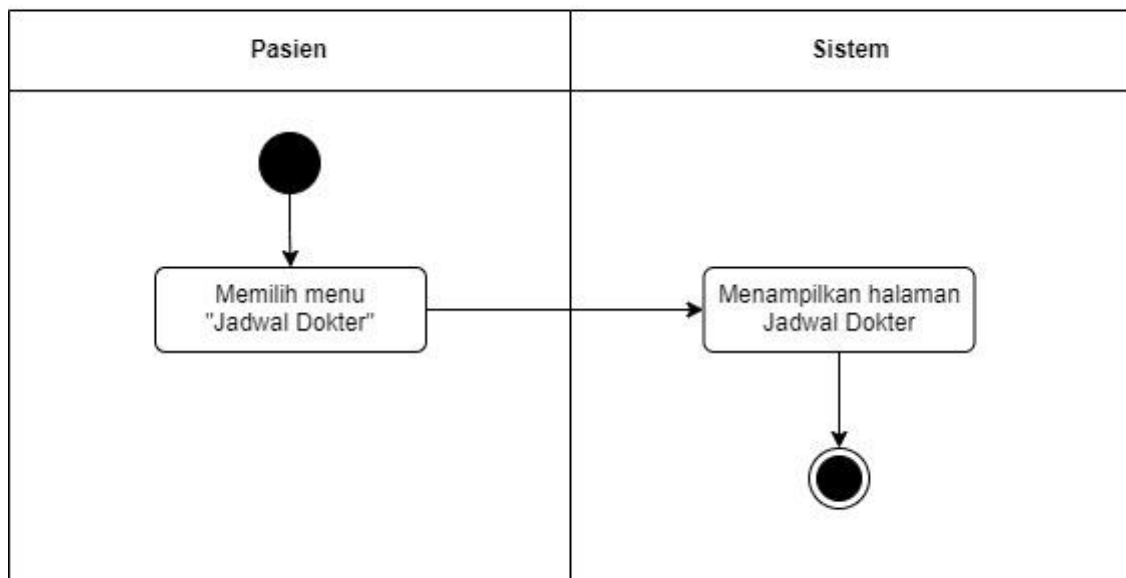 Pasien
Sistem
Memilih menu
"Jadwal Dokter"
Menampilkan halaman
Jadwal Dokter